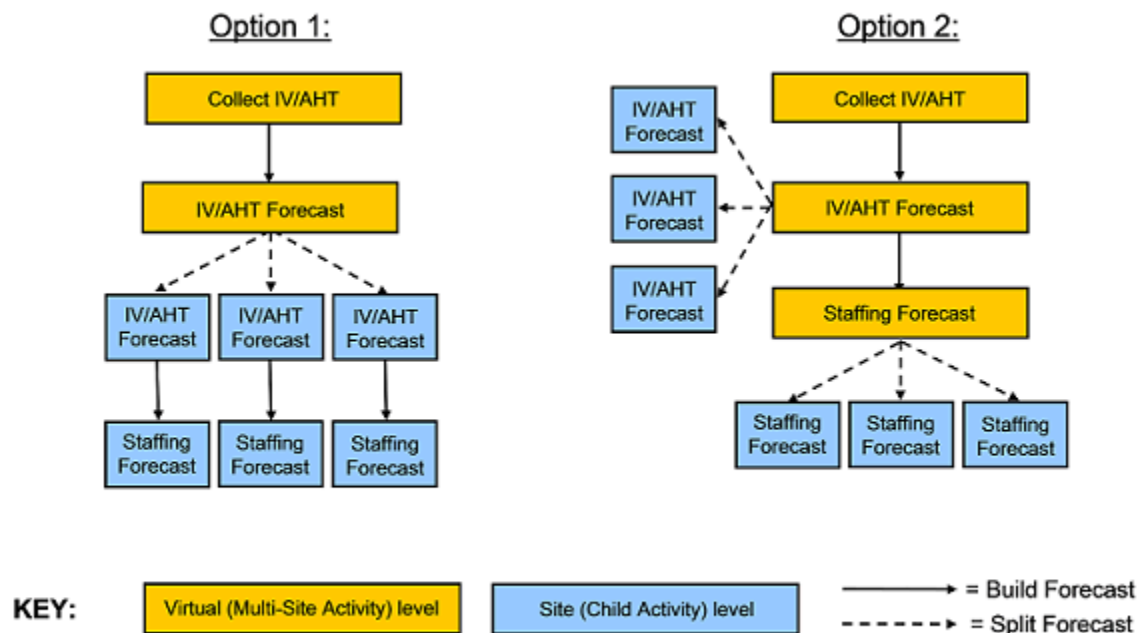 Option 1:
Collect IV/AHT
IV/AHT Forecast
IV/AHT
Forecast
IV/AHT
Forecast
IV/AHT
Forecast
Staffing
Forecast
Staffing
Forecast
Staffing
Forecast
Option 2:
Collect IV/AHT
IV/AHT
Forecast
IV/AHT
Forecast
IV/AHT
Forecast
IV/AHT Forecast
Staffing Forecast
Staffing
Forecast
Staffing
Forecast
Staffing
Forecast
KEY:
Virtual (Multi-Site Activity) level
Site (Child Activity) level
= Build Forecast
= Split Forecast